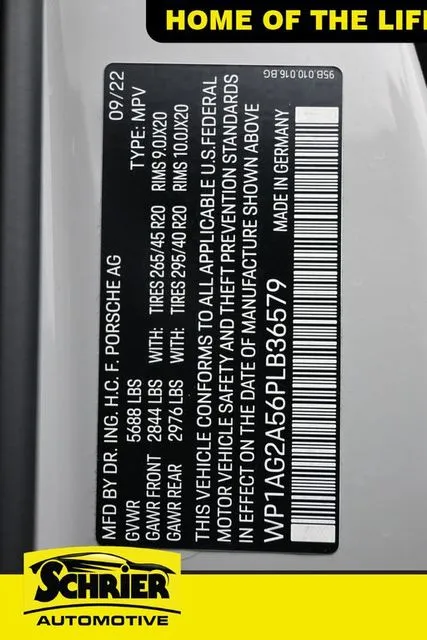 HOME OF THE LIF
95B.010.016.BG
MFD BY DR. ING. H.C. F. PORSCHE AG 09/22
GVWR 5688 LBS TYPE: MPV
GAWR FRONT 2844 LBS WITH: TIRES 265/45 R20 RIMS 9.0JX20
GAWR REAR 2976 LBS WITH: TIRES 295/40 R20 RIMS 10.0JX20
THIS VEHICLE CONFORMS TO ALL APPLICABLE U.S.FEDERAL
MOTOR VEHICLE SAFETY AND THEFT PREVENTION STANDARDS
IN EFFECT ON THE DATE OF MANUFACTURE SHOWN ABOVE
WP1AG2A56PLB36579 MADE IN GERMANY
SCHRIER
AUTOMOTIVE